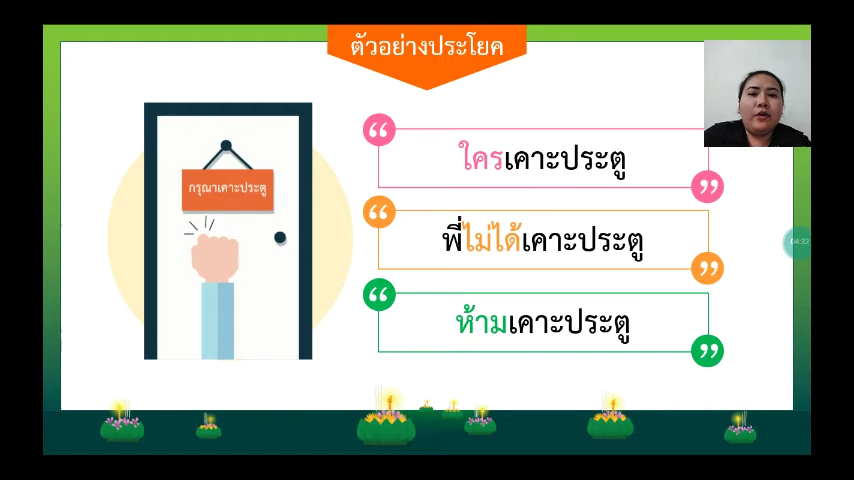 ตัวอย่างประโยค
กรุณาเคาะประตู
ใครเคาะประตู
พี่ไม่ได้เคาะประตู
ห้ามเคาะประตู
04:32